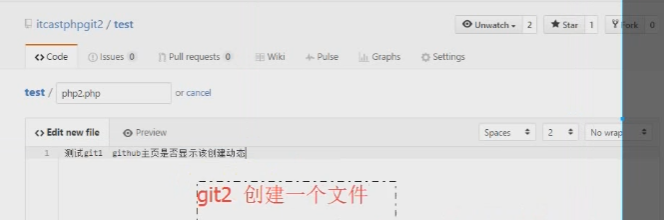 itcastphpgit2 / test
Unwatch 2 Star 1 Fork 0
Code Issues 0 Pull requests 0 Wiki Pulse Graphs Settings
test / php2.php or cancel
Edit new file Preview Spaces 2 No wrap
1 测试git1 github主页是否显示该创建动态
git2 创建一个文件